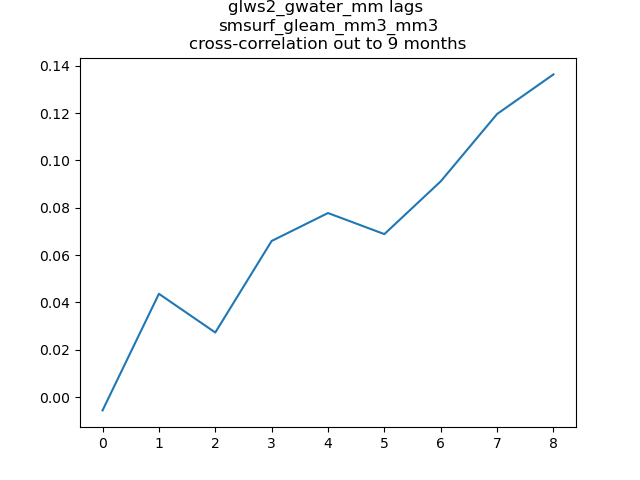 glws2_gwater_mm lags
smsurf_gleam_mm3_mm3
cross-correlation out to 9 months
0.14
0.12
0.10
0.08
0.06
0.04
0.02
0.00
0 1 2 3 4 5 6 7 8